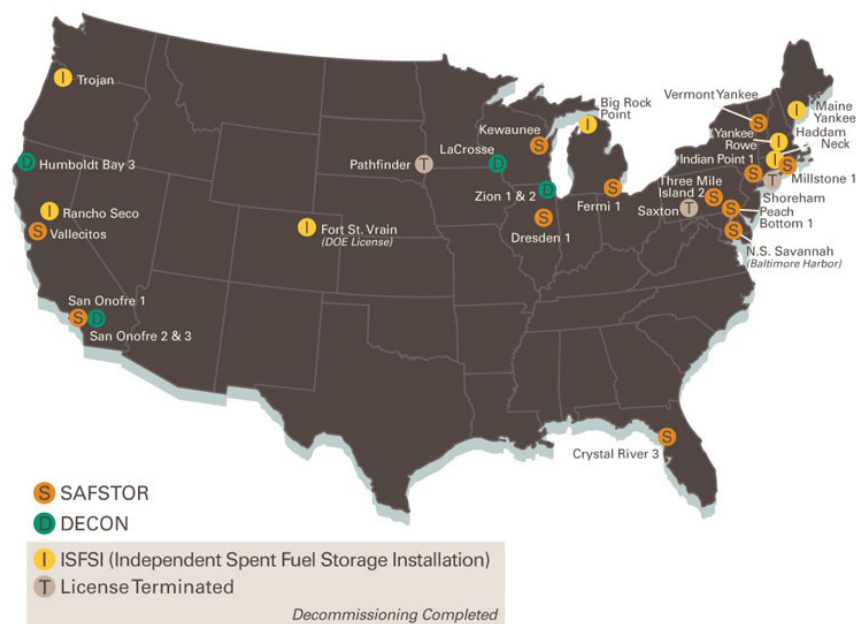 I
Trojan
D
Humboldt Bay 3
I
Rancho Seco
S
Vallecitos
San Onofre 1
S
D
San Onofre 2 & 3
I
Fort St. Vrain
(DOE License)
Pathfinder
T
LaCrosse
D
Kewaunee
S
Zion 1 & 2
D
S
Dresden 1
Big Rock
Point
I
S
Fermi 1
Vermont Yankee
S
I
Maine
Yankee
Yankee
Rowe
I
Haddam
Neck
I
Indian Point 1
S
S
Millstone 1
T
Shoreham
Three Mile
Island 2
S
Saxton
T
S
Peach
Bottom 1
S
N.S. Savannah
(Baltimore Harbor)
S
Crystal River 3
S SAFSTOR
D DECON
I ISFSI (Independent Spent Fuel Storage Installation)
T License Terminated
Decommissioning Completed